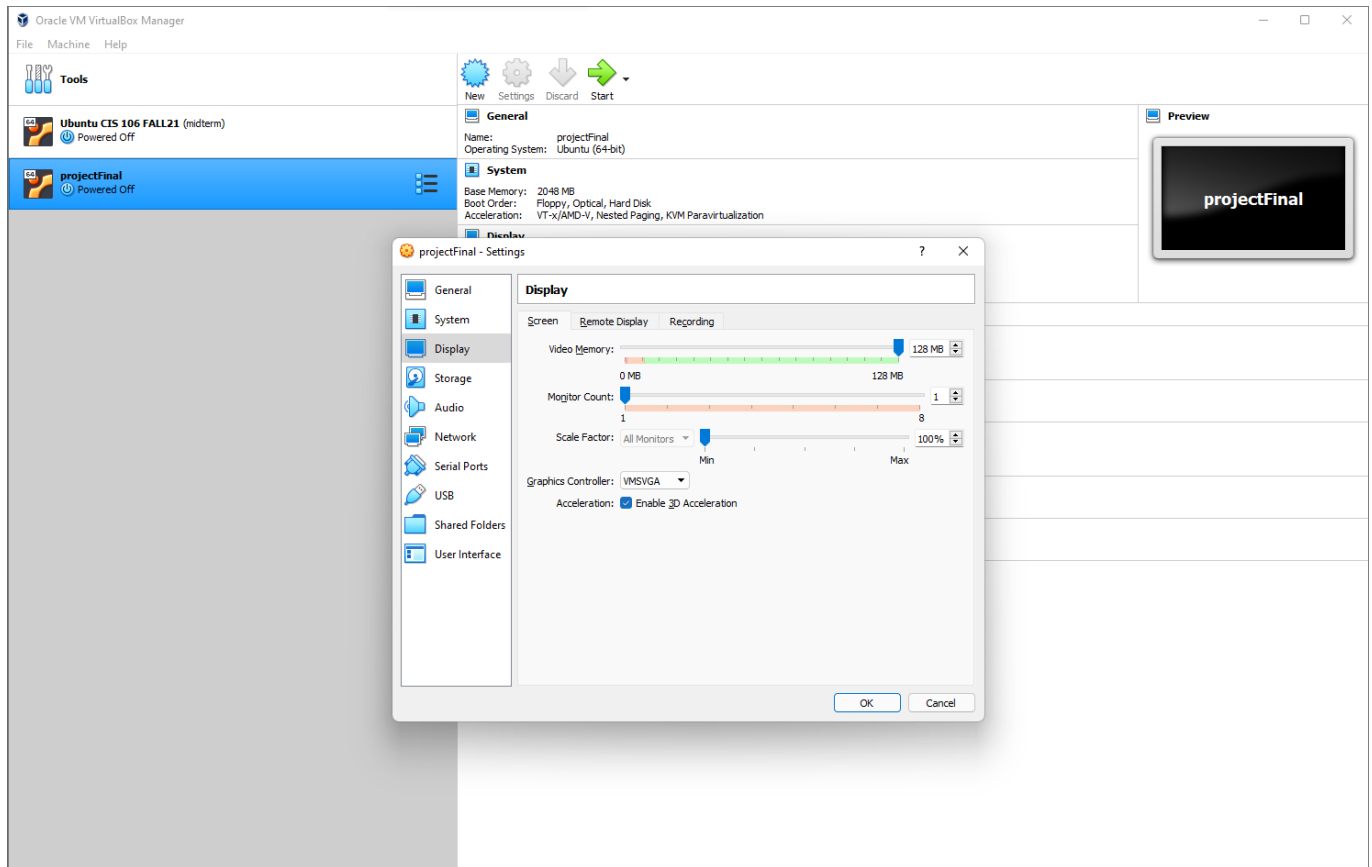 Oracle VM VirtualBox Manager
File Machine Help
Tools
New Settings Discard Start
64
Ubuntu CIS 106 FALL21 (midterm)
Powered Off
64
projectFinal
Powered Off
General
Name: projectFinal
Operating System: Ubuntu (64-bit)
System
Base Memory: 2048 MB
Boot Order: Floppy, Optical, Hard Disk
Acceleration: VT-x/AMD-V, Nested Paging, KVM Paravirtualization
Display
Preview
projectFinal
projectFinal - Settings
?
General
System
Display
Storage
Audio
Network
Serial Ports
USB
Shared Folders
User Interface
Display
Screen Remote Display Recording
Video Memory: 128 MB
0 MB 128 MB
Monitor Count: 1
1 8
Scale Factor: All Monitors 100%
Min Max
Graphics Controller: VMSVGA
Acceleration: Enable 3D Acceleration
OK Cancel